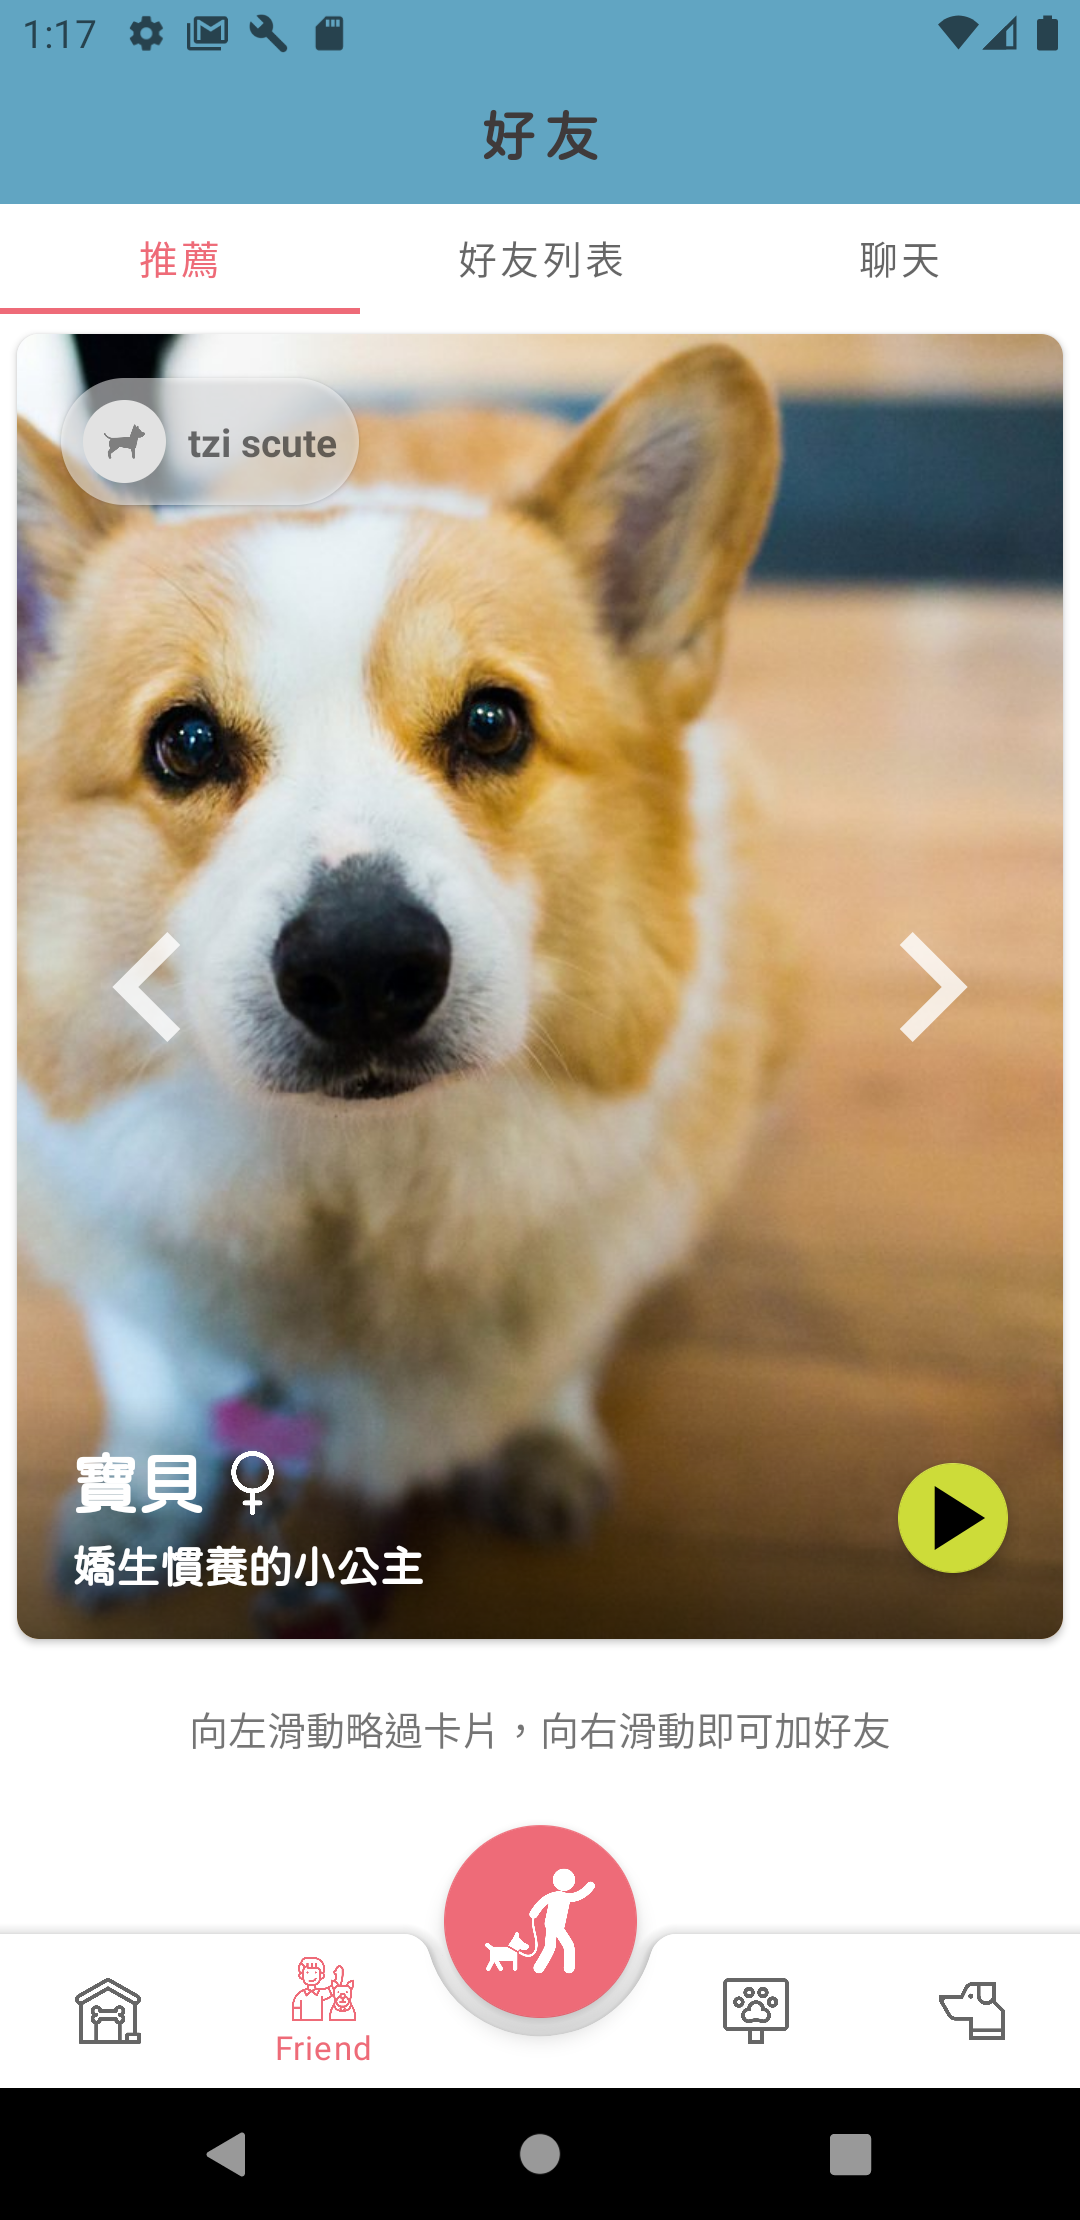 1:17
好友
推薦
好友列表
聊天
tzi scute
寶貝♀
嬌生慣養的小公主
向左滑動略過卡片，向右滑動即可加好友
Friend